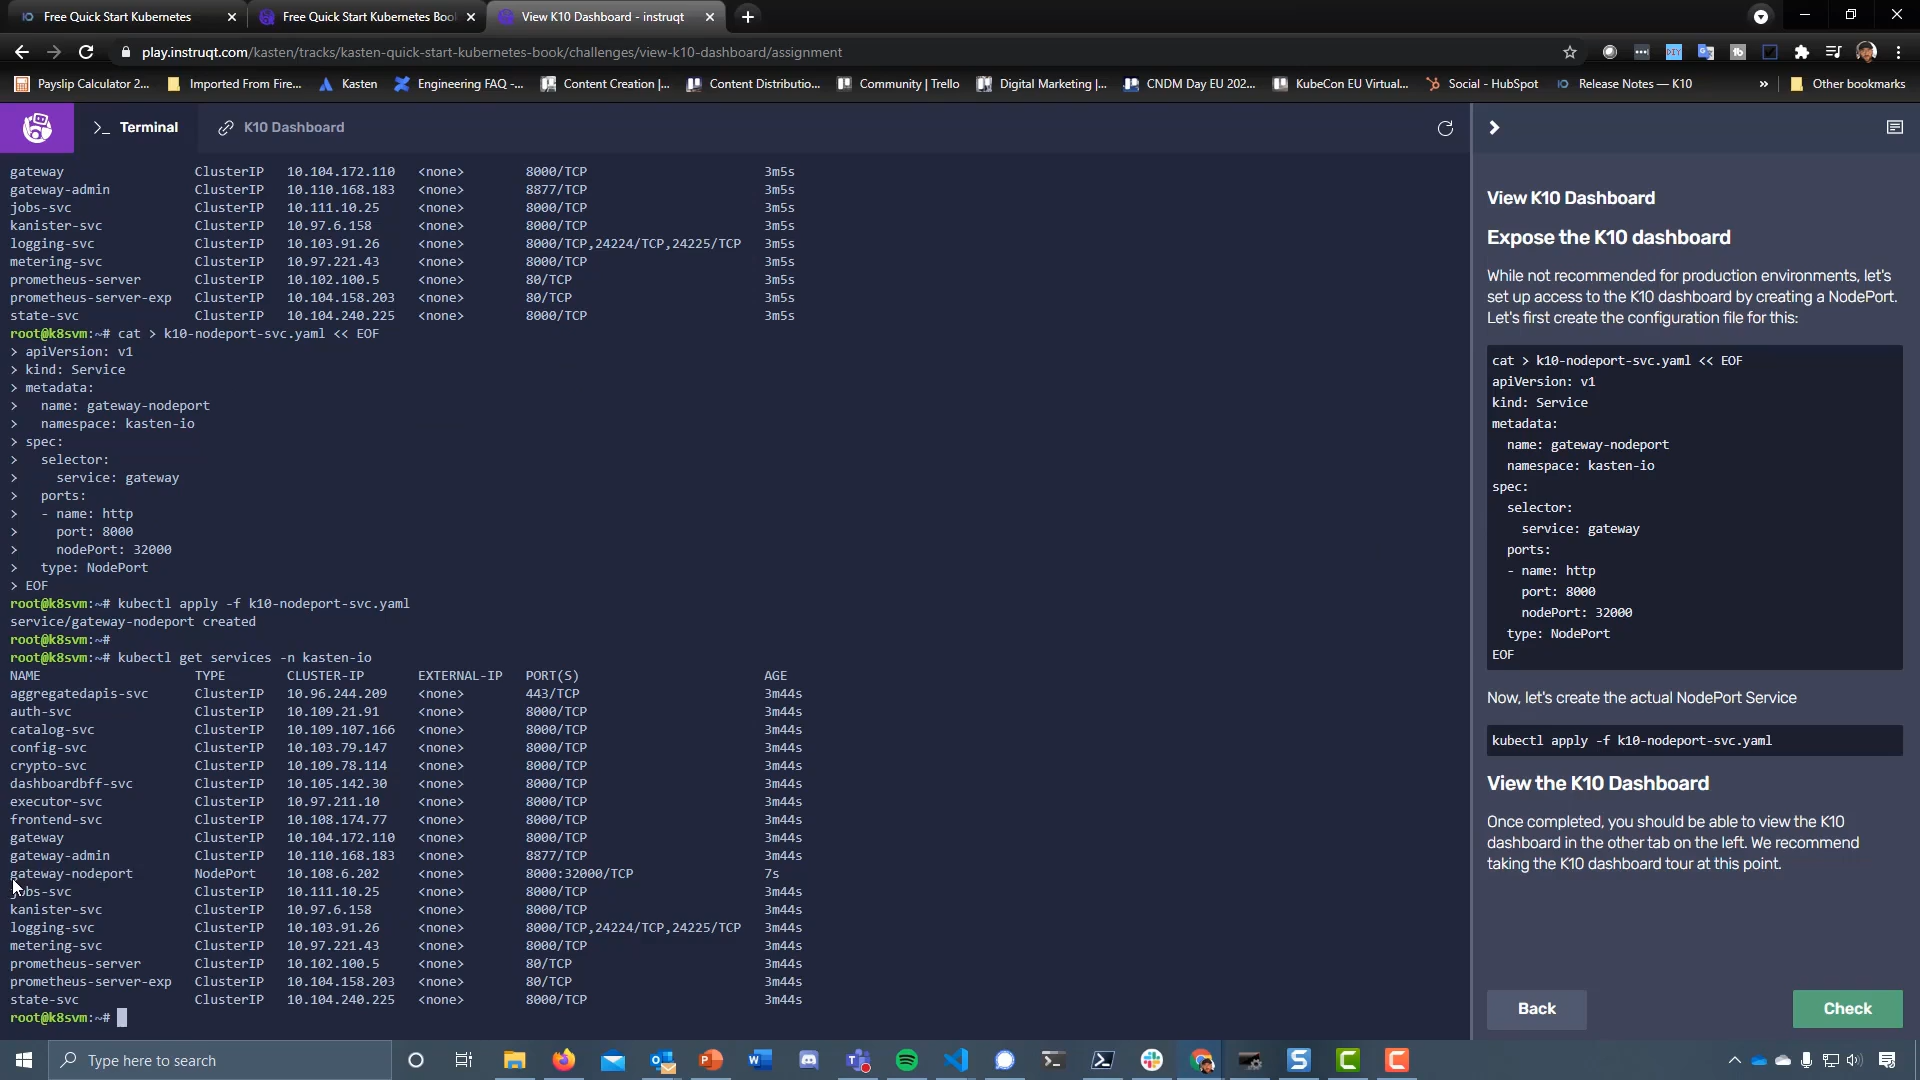 Free Quick Start Kubernetes
Free Quick Start Kubernetes Boo
View K10 Dashboard - instruqt
play.instruqt.com/kasten/tracks/kasten-quick-start-kubernetes-book/challenges/view-k10-dashboard/assignment
Payslip Calculator 2...
Imported From Fire...
Kasten
Engineering FAQ -...
Content Creation |...
Content Distributio...
Community | Trello
Digital Marketing |...
CNDM Day EU 202...
KubeCon EU Virtual...
Social - HubSpot
Release Notes — K10
»
Other bookmarks
>_ Terminal
K10 Dashboard
gateway ClusterIP 10.104.172.110 <none> 8000/TCP 3m5s
gateway-admin ClusterIP 10.110.168.183 <none> 8877/TCP 3m5s
jobs-svc ClusterIP 10.111.10.25 <none> 8000/TCP 3m5s
kanister-svc ClusterIP 10.97.6.158 <none> 8000/TCP 3m5s
logging-svc ClusterIP 10.103.91.26 <none> 8000/TCP,24224/TCP,24225/TCP 3m5s
metering-svc ClusterIP 10.97.221.43 <none> 8000/TCP 3m5s
prometheus-server ClusterIP 10.102.100.5 <none> 80/TCP 3m5s
prometheus-server-exp ClusterIP 10.104.158.203 <none> 80/TCP 3m5s
state-svc ClusterIP 10.104.240.225 <none> 8000/TCP 3m5s
root@k8svm:~# cat > k10-nodeport-svc.yaml << EOF
> apiVersion: v1
> kind: Service
> metadata:
>   name: gateway-nodeport
>   namespace: kasten-io
> spec:
>   selector:
>     service: gateway
>   ports:
>   - name: http
>     port: 8000
>     nodePort: 32000
>   type: NodePort
> EOF
root@k8svm:~# kubectl apply -f k10-nodeport-svc.yaml
service/gateway-nodeport created
root@k8svm:~#
root@k8svm:~# kubectl get services -n kasten-io
NAME TYPE CLUSTER-IP EXTERNAL-IP PORT(S) AGE
aggregatedapis-svc ClusterIP 10.96.244.209 <none> 443/TCP 3m44s
auth-svc ClusterIP 10.109.21.91 <none> 8000/TCP 3m44s
catalog-svc ClusterIP 10.109.107.166 <none> 8000/TCP 3m44s
config-svc ClusterIP 10.103.79.147 <none> 8000/TCP 3m44s
crypto-svc ClusterIP 10.109.78.114 <none> 8000/TCP 3m44s
dashboardbff-svc ClusterIP 10.105.142.30 <none> 8000/TCP 3m44s
executor-svc ClusterIP 10.97.211.10 <none> 8000/TCP 3m44s
frontend-svc ClusterIP 10.108.174.77 <none> 8000/TCP 3m44s
gateway ClusterIP 10.104.172.110 <none> 8000/TCP 3m44s
gateway-admin ClusterIP 10.110.168.183 <none> 8877/TCP 3m44s
gateway-nodeport NodePort 10.108.6.202 <none> 8000:32000/TCP 7s
jobs-svc ClusterIP 10.111.10.25 <none> 8000/TCP 3m44s
kanister-svc ClusterIP 10.97.6.158 <none> 8000/TCP 3m44s
logging-svc ClusterIP 10.103.91.26 <none> 8000/TCP,24224/TCP,24225/TCP 3m44s
metering-svc ClusterIP 10.97.221.43 <none> 8000/TCP 3m44s
prometheus-server ClusterIP 10.102.100.5 <none> 80/TCP 3m44s
prometheus-server-exp ClusterIP 10.104.158.203 <none> 80/TCP 3m44s
state-svc ClusterIP 10.104.240.225 <none> 8000/TCP 3m44s
root@k8svm:~#
View K10 Dashboard
Expose the K10 dashboard
While not recommended for production environments, let's
set up access to the K10 dashboard by creating a NodePort.
Let's first create the configuration file for this:
cat > k10-nodeport-svc.yaml << EOF
apiVersion: v1
kind: Service
metadata:
  name: gateway-nodeport
  namespace: kasten-io
spec:
  selector:
    service: gateway
  ports:
  - name: http
    port: 8000
    nodePort: 32000
  type: NodePort
EOF
Now, let's create the actual NodePort Service
kubectl apply -f k10-nodeport-svc.yaml
View the K10 Dashboard
Once completed, you should be able to view the K10
dashboard in the other tab on the left. We recommend
taking the K10 dashboard tour at this point.
Back
Check
Type here to search